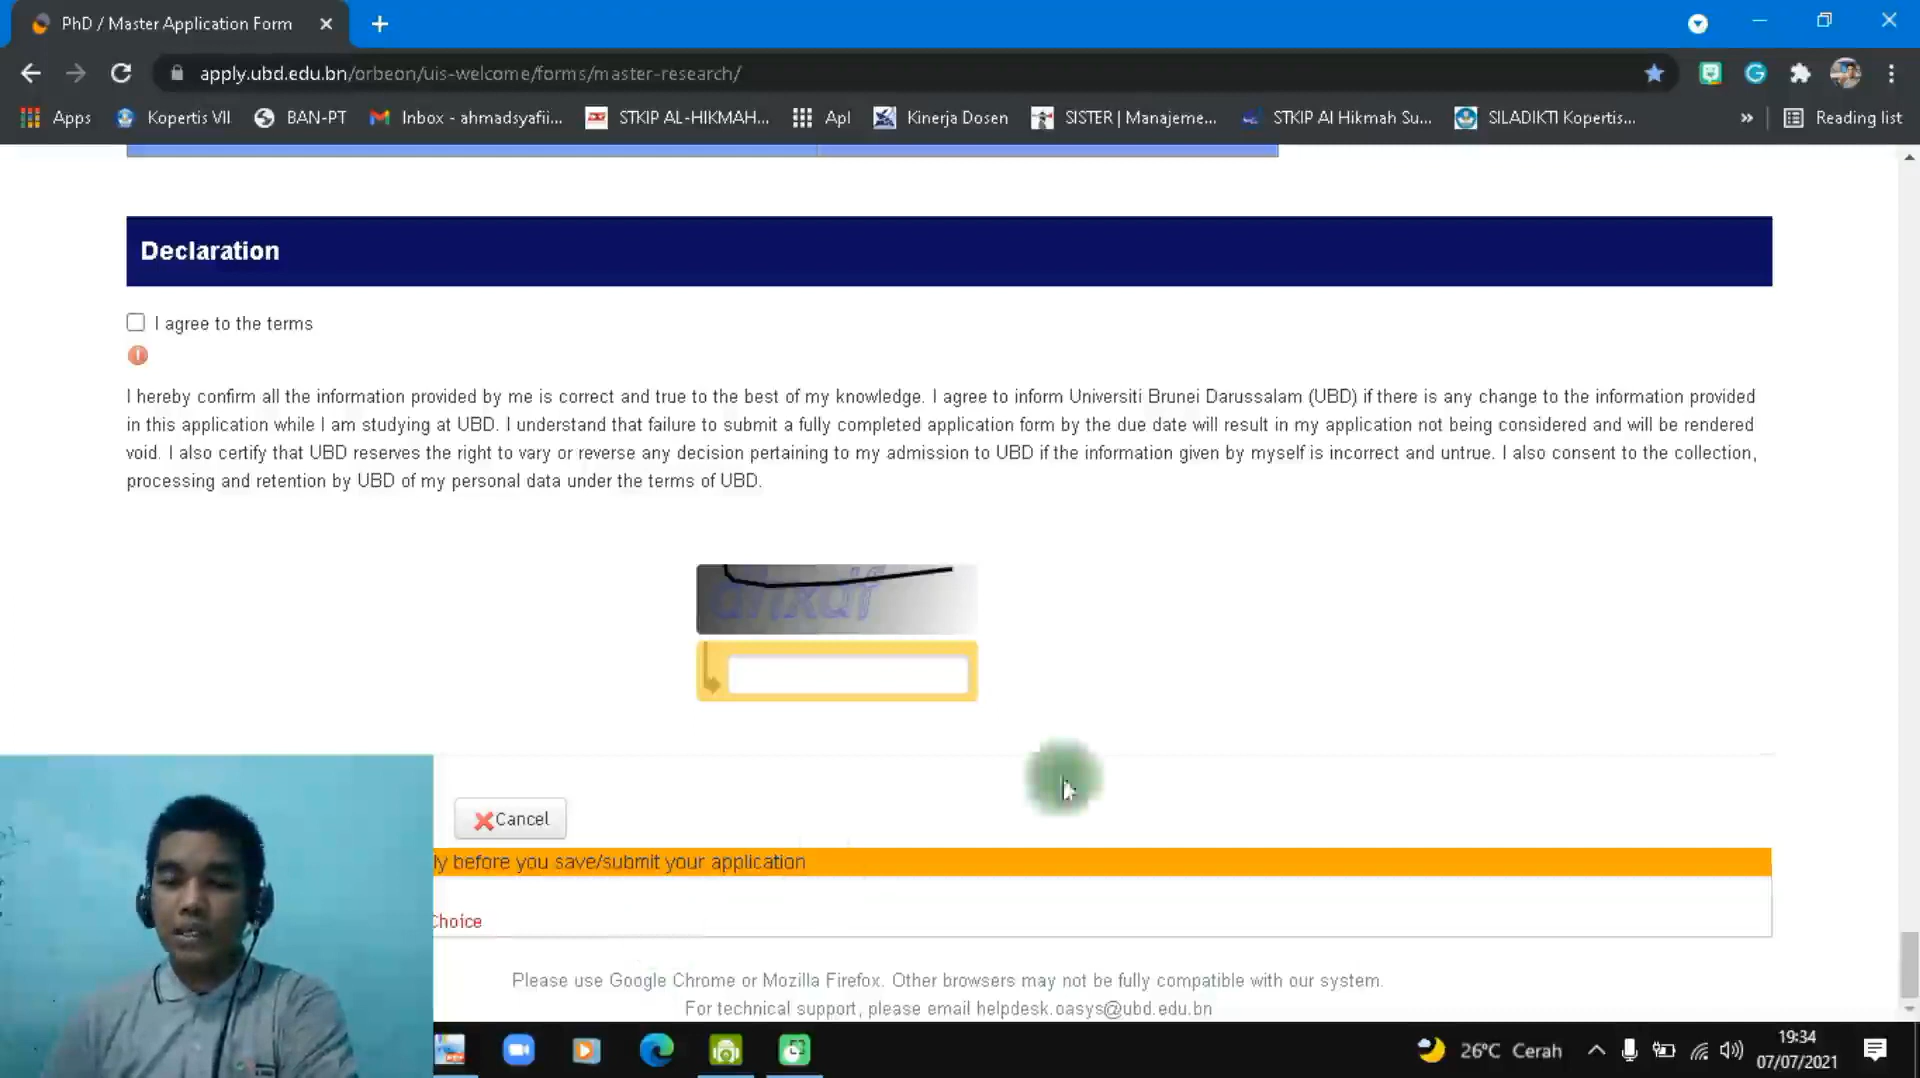 PhD / Master Application Form
apply.ubd.edu.bn/orbeon/uis-welcome/forms/master-research/
Apps Kopertis VII BAN-PT Inbox - ahmadsyafii... STKIP AL-HIKMAH... Apl Kinerja Dosen SISTER | Manajeme... STKIP Al Hikmah Su... SILADIKTI Kopertis... » Reading list
Declaration
I agree to the terms
I hereby confirm all the information provided by me is correct and true to the best of my knowledge. I agree to inform Universiti Brunei Darussalam (UBD) if there is any change to the information provided
in this application while I am studying at UBD. I understand that failure to submit a fully completed application form by the due date will result in my application not being considered and will be rendered
void. I also certify that UBD reserves the right to vary or reverse any decision pertaining to my admission to UBD if the information given by myself is incorrect and untrue. I also consent to the collection,
processing and retention by UBD of my personal data under the terms of UBD.
Cancel
ly before you save/submit your application
Choice
Please use Google Chrome or Mozilla Firefox. Other browsers may not be fully compatible with our system.
For technical support, please email helpdesk.oasys@ubd.edu.bn
26°C Cerah
19:34
07/07/2021